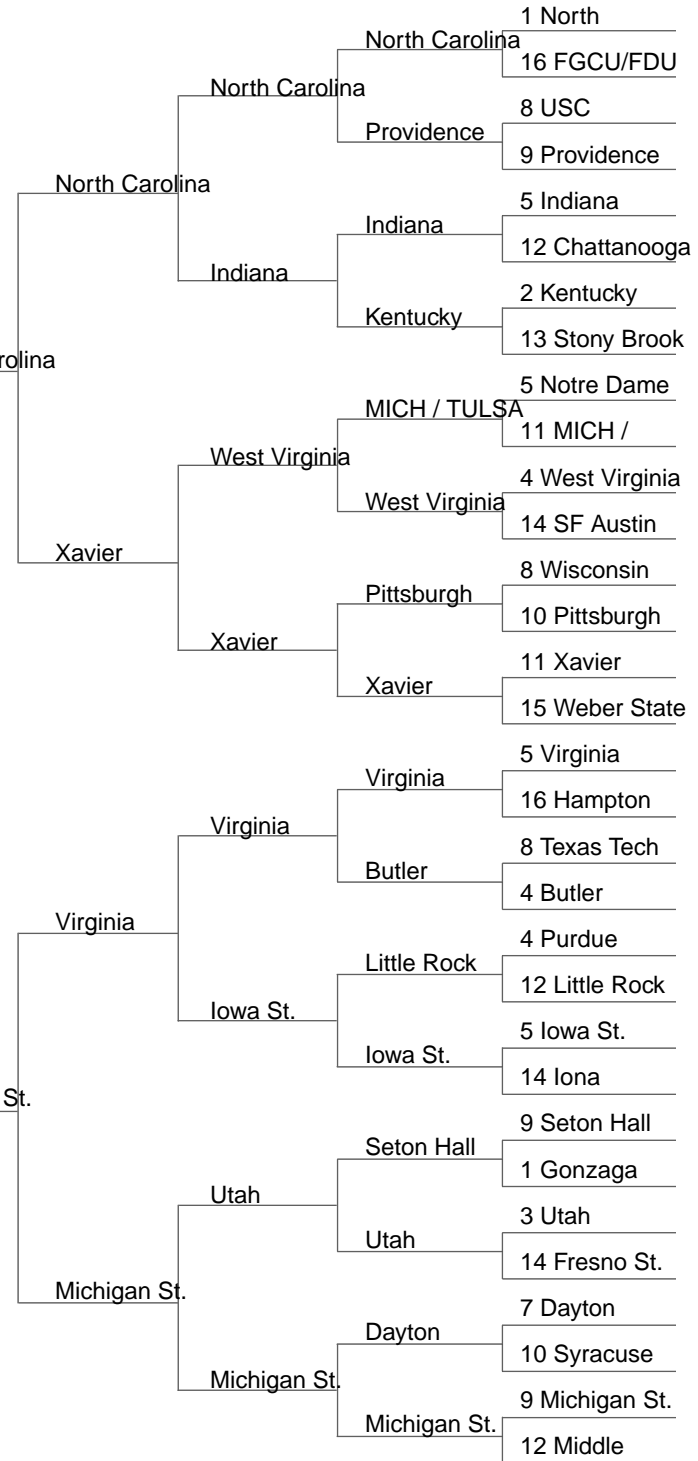 1 North
North Carolina
16 FGCU/FDU
North Carolina
8 USC
Providence
9 Providence
North Carolina
5 Indiana
Indiana
12 Chattanooga
Indiana
2 Kentucky
Kentucky
13 Stony Brook
rolina
5 Notre Dame
MICH / TULSA
11 MICH /
West Virginia
4 West Virginia
West Virginia
14 SF Austin
Xavier
8 Wisconsin
Pittsburgh
10 Pittsburgh
Xavier
11 Xavier
Xavier
15 Weber State
5 Virginia
Virginia
16 Hampton
Virginia
8 Texas Tech
Butler
4 Butler
Virginia
4 Purdue
Little Rock
12 Little Rock
Iowa St.
5 Iowa St.
Iowa St.
14 Iona
St.
9 Seton Hall
Seton Hall
1 Gonzaga
Utah
3 Utah
Utah
14 Fresno St.
Michigan St.
7 Dayton
Dayton
10 Syracuse
Michigan St.
9 Michigan St.
Michigan St.
12 Middle